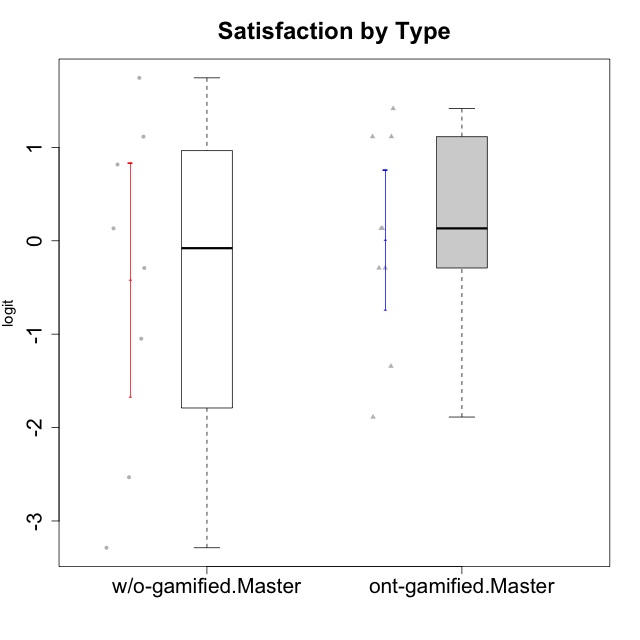 Satisfaction by Type
logit
1
0
-1
-2
-3
w/o-gamified.Master
ont-gamified.Master